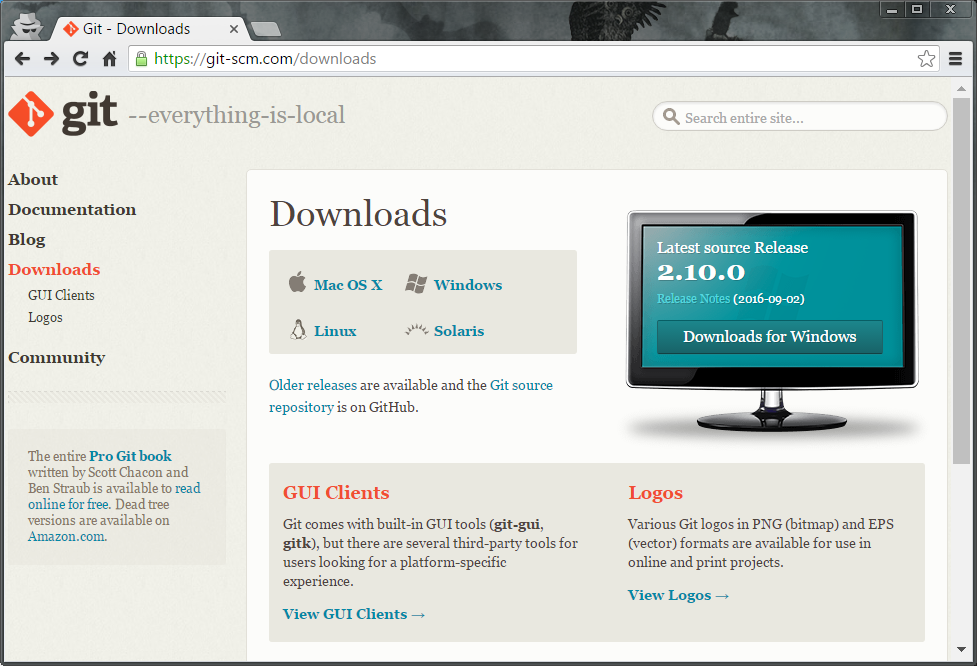 Git - Downloads
https://git-scm.com/downloads
git --everything-is-local
Search entire site...
About
Documentation
Blog
Downloads
GUI Clients
Logos
Community
The entire Pro Git book
written by Scott Chacon and
Ben Straub is available to read
online for free. Dead tree
versions are available on
Amazon.com.
Downloads
Mac OS X
Windows
Linux
Solaris
Older releases are available and the Git source
repository is on GitHub.
Latest source Release
2.10.0
Release Notes (2016-09-02)
Downloads for Windows
GUI Clients
Git comes with built-in GUI tools (git-gui,
gitk), but there are several third-party tools for
users looking for a platform-specific
experience.
View GUI Clients →
Logos
Various Git logos in PNG (bitmap) and EPS
(vector) formats are available for use in
online and print projects.
View Logos →